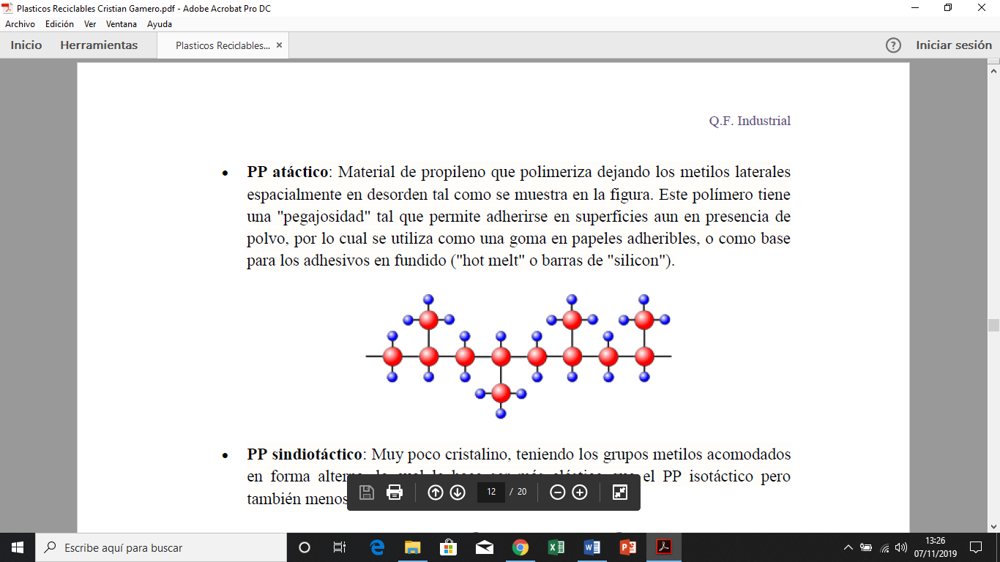 Plasticos Reciclables Cristian Gamero.pdf - Adobe Acrobat Pro DC
Archivo Edición Ver Ventana Ayuda
Inicio Herramientas Plasticos Reciclables... × ? Iniciar sesión
Q.F. Industrial
• PP atáctico: Material de propileno que polimeriza dejando los metilos laterales
espacialmente en desorden tal como se muestra en la figura. Este polímero tiene
una "pegajosidad" tal que permite adherirse en superficies aun en presencia de
polvo, por lo cual se utiliza como una goma en papeles adheribles, o como base
para los adhesivos en fundido ("hot melt" o barras de "silicon").
• PP sindiotáctico: Muy poco cristalino, teniendo los grupos metilos acomodados
en forma el PP isotáctico pero
también menos
12 / 20
Escribe aquí para buscar
13:26
07/11/2019